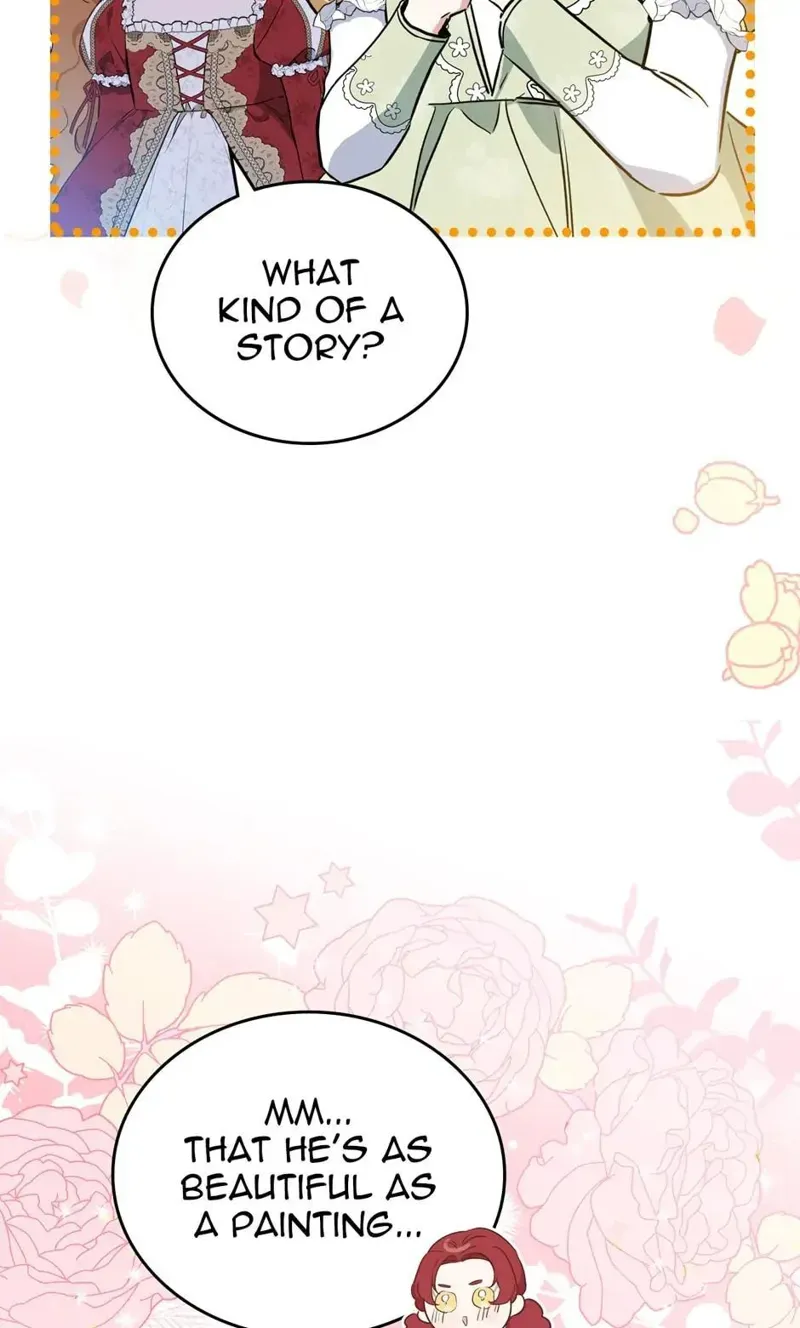 WHAT
KIND OF A
STORY?
MM...
THAT HE'S AS
BEAUTIFUL AS
A PAINTING...